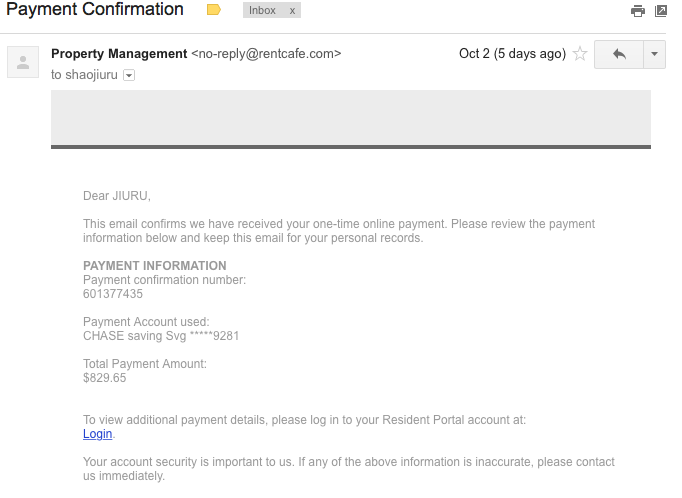 Payment Confirmation Inbox x
Property Management <no-reply@rentcafe.com> Oct 2 (5 days ago)
to shaojiuru
Dear JIURU,
This email confirms we have received your one-time online payment. Please review the payment
information below and keep this email for your personal records.
PAYMENT INFORMATION
Payment confirmation number:
601377435
Payment Account used:
CHASE saving Svg *****9281
Total Payment Amount:
$829.65
To view additional payment details, please log in to your Resident Portal account at:
Login.
Your account security is important to us. If any of the above information is inaccurate, please contact
us immediately.